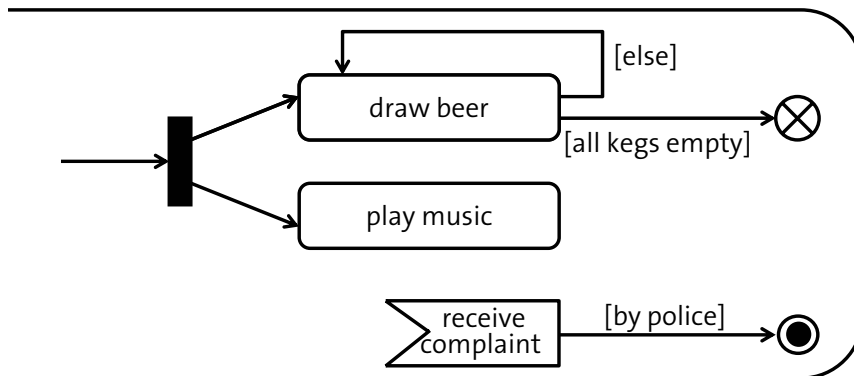 [else]
draw beer
[all kegs empty]
play music
receive
complaint
[by police]